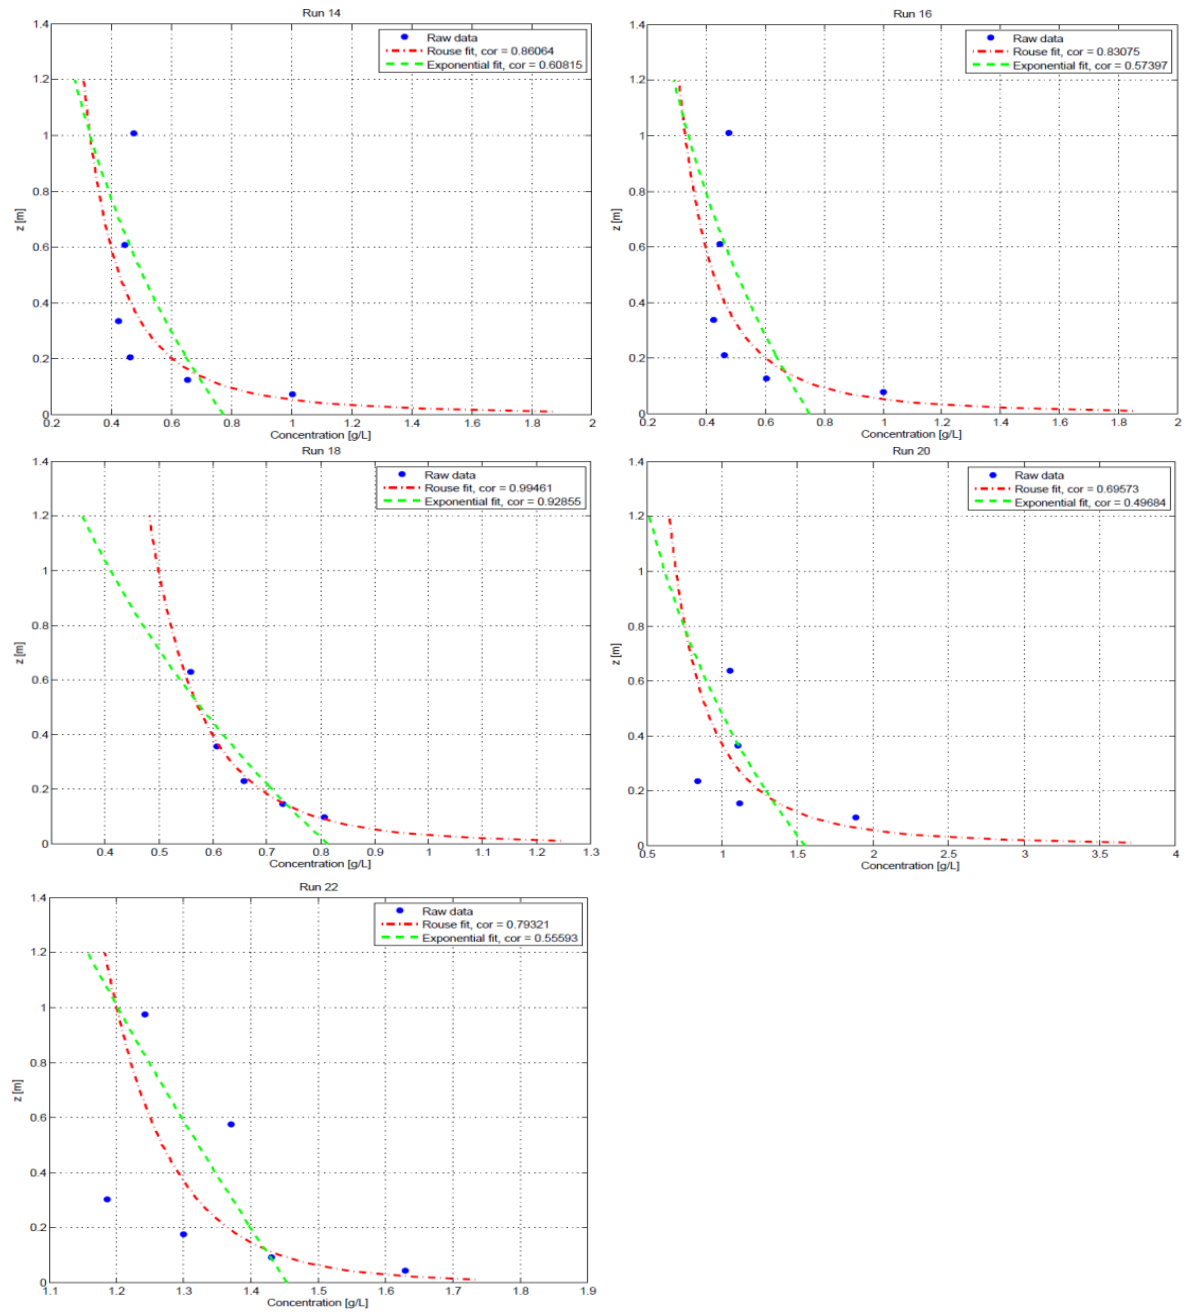 Run 14
1.4
1.2
1
0.8
0.6
0.4
0.2
0
z [m]
Raw data
Rouse fit, cor = 0.86064
Exponential fit, cor = 0.60815
0.2 0.4 0.6 0.8 1 1.2 1.4 1.6 1.8 2
Concentration [g/L]
Run 16
1.4
1.2
1
0.8
0.6
0.4
0.2
0
z [m]
Raw data
Rouse fit, cor = 0.83075
Exponential fit, cor = 0.57397
0.2 0.4 0.6 0.8 1 1.2 1.4 1.6 1.8 2
Concentration [g/L]
Run 18
1.4
1.2
1
0.8
0.6
0.4
0.2
0
z [m]
Raw data
Rouse fit, cor = 0.99461
Exponential fit, cor = 0.92855
0.4 0.5 0.6 0.7 0.8 0.9 1 1.1 1.2 1.3
Concentration [g/L]
Run 20
1.4
1.2
1
0.8
0.6
0.4
0.2
0
z [m]
Raw data
Rouse fit, cor = 0.69573
Exponential fit, cor = 0.49684
0.5 1 1.5 2 2.5 3 3.5 4
Concentration [g/L]
Run 22
1.4
1.2
1
0.8
0.6
0.4
0.2
0
z [m]
Raw data
Rouse fit, cor = 0.79321
Exponential fit, cor = 0.55593
1.1 1.2 1.3 1.4 1.5 1.6 1.7 1.8 1.9
Concentration [g/L]